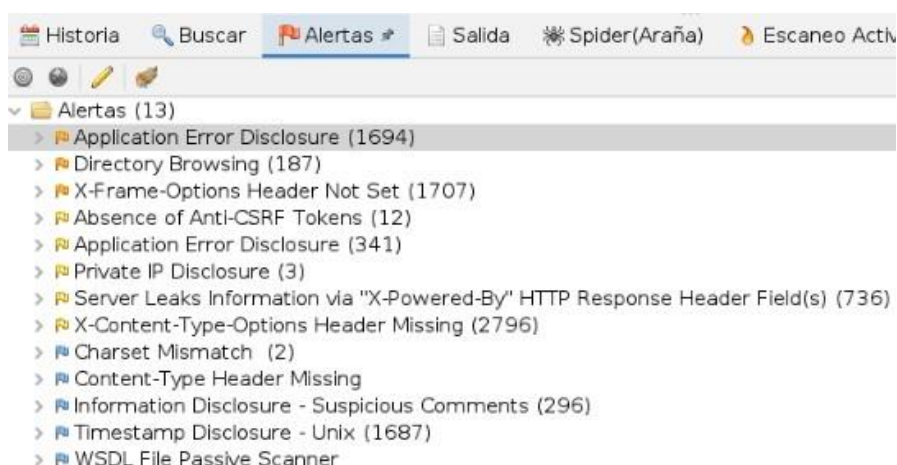 Historia Buscar Alertas Salida Spider(Araña) Escaneo Activ
Alertas (13)
Application Error Disclosure (1694)
Directory Browsing (187)
X-Frame-Options Header Not Set (1707)
Absence of Anti-CSRF Tokens (12)
Application Error Disclosure (341)
Private IP Disclosure (3)
Server Leaks Information via "X-Powered-By" HTTP Response Header Field(s) (736)
X-Content-Type-Options Header Missing (2796)
Charset Mismatch (2)
Content-Type Header Missing
Information Disclosure - Suspicious Comments (296)
Timestamp Disclosure - Unix (1687)
WSDL File Passive Scanner